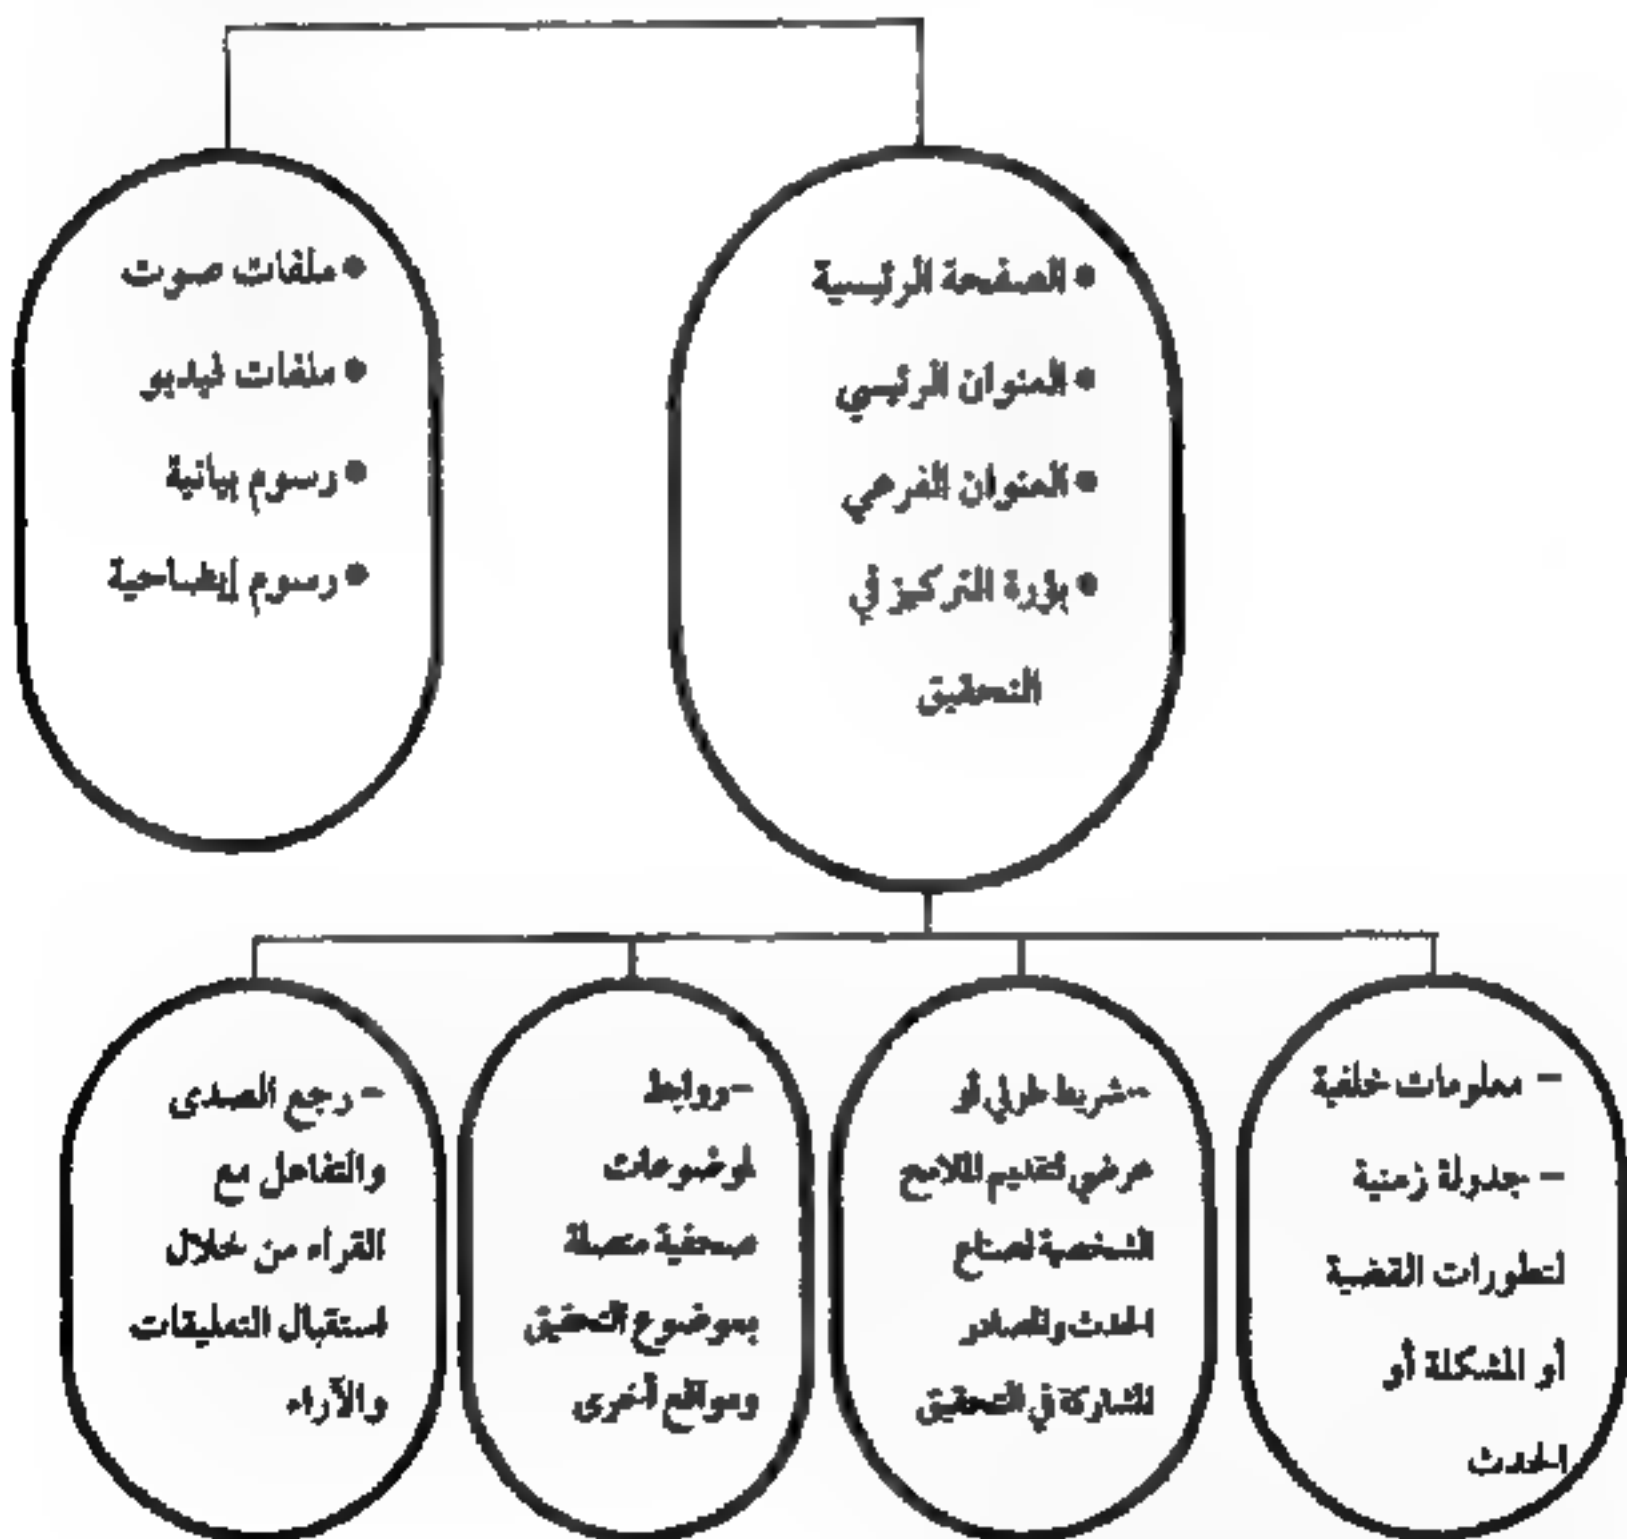 • الصفحة الرئيسية
• العنوان الرئيسي
• العنوان الفرعي
• بؤرة التركيز في
التحقيق
• ملفات صوت
• ملفات فيديو
• رسوم بيانية
• رسوم إيضاحية
– معلومات خلفية
– جدولة زمنية
لتطورات القضية
أو المشكلة أو
الحدث
–شريط طولي أو
عرضي لتقديم الملامح
الشخصية لصناع
الحدث والمصادر
المشاركة في التحقيق
–روابط
لموضوعات
صحفية متصلة
بموضوع التحقيق
ومواقع أخرى
– رجع الصدى
والتفاعل مع
القراء من خلال
استقبال التعليقات
والآراء